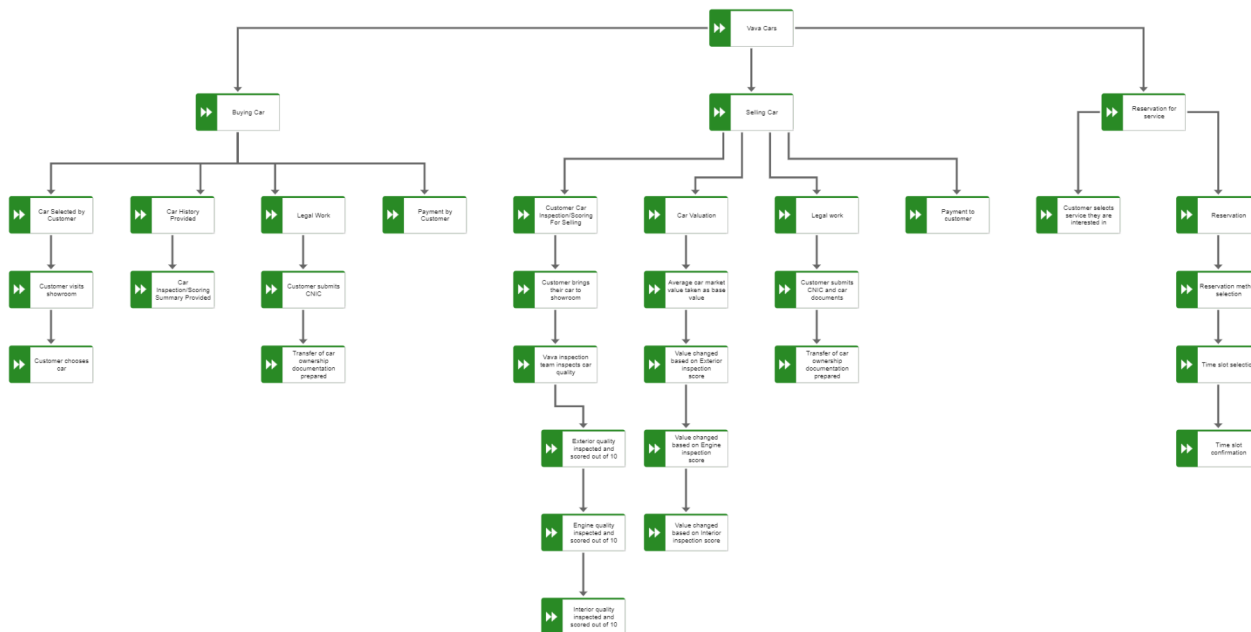 Vava Cars
Buying Car
Selling Car
Reservation for
service
Car Selected by
Customer
Car History
Provided
Legal Work
Payment by
Customer
Customer Car
Inspection/Scoring
For Selling
Car Valuation
Legal work
Payment to
customer
Customer selects
service they are
interested in
Reservation
Customer visits
showroom
Car
Inspection/Scoring
Summary Provided
Customer submits
CNIC
Customer brings
their car to
showroom
Average car market
value taken as base
value
Customer submits
CNIC and car
documents
Reservation
selection
Customer chooses
car
Transfer of car
ownership
documentation
prepared
Vava inspection
team inspects car
quality
Value changed
based on Exterior
inspection
score
Transfer of car
ownership
documentation
prepared
Time slot selection
Exterior quality
inspected and
scored out of 10
Value changed
based on Engine
inspection
score
Time slot
confirmation
Engine quality
inspected and
scored out of 10
Value changed
based on Interior
inspection score
Interior quality
inspected and
scored out of 10